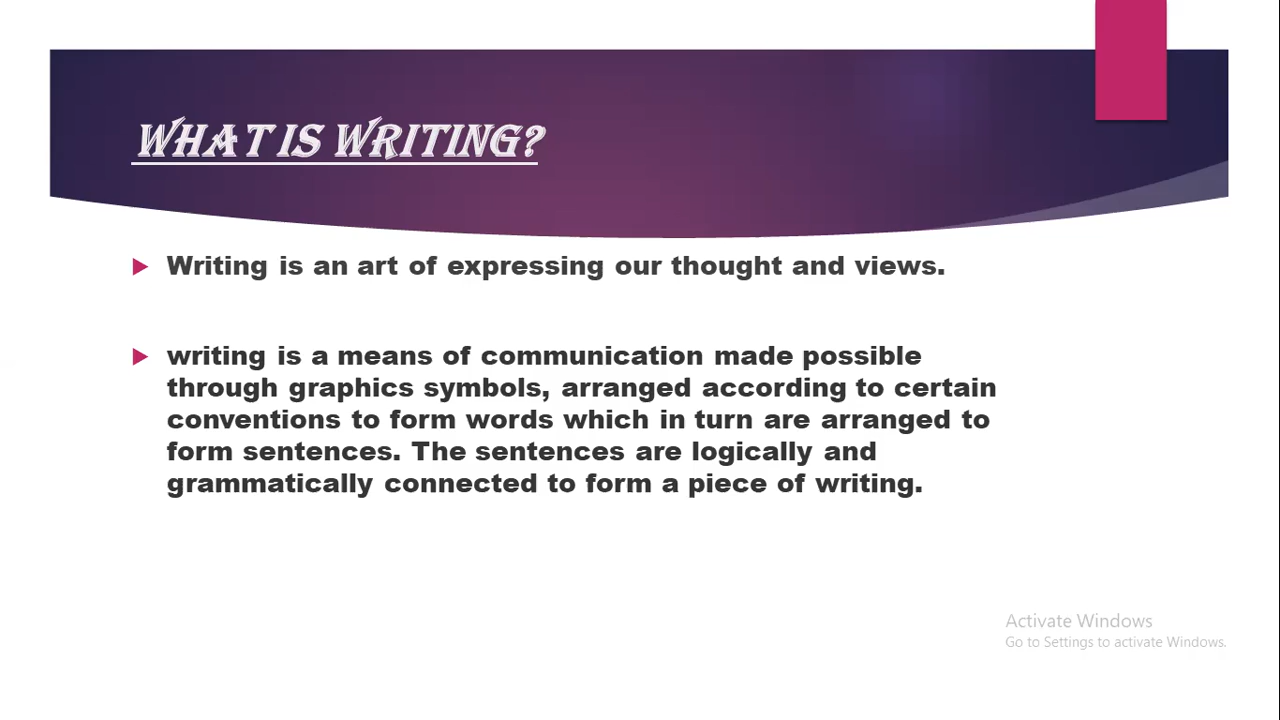 WHAT IS WRITING?
Writing is an art of expressing our thought and views.
writing is a means of communication made possible
through graphics symbols, arranged according to certain
conventions to form words which in turn are arranged to
form sentences. The sentences are logically and
grammatically connected to form a piece of writing.
Activate Windows
Go to Settings to activate Windows.